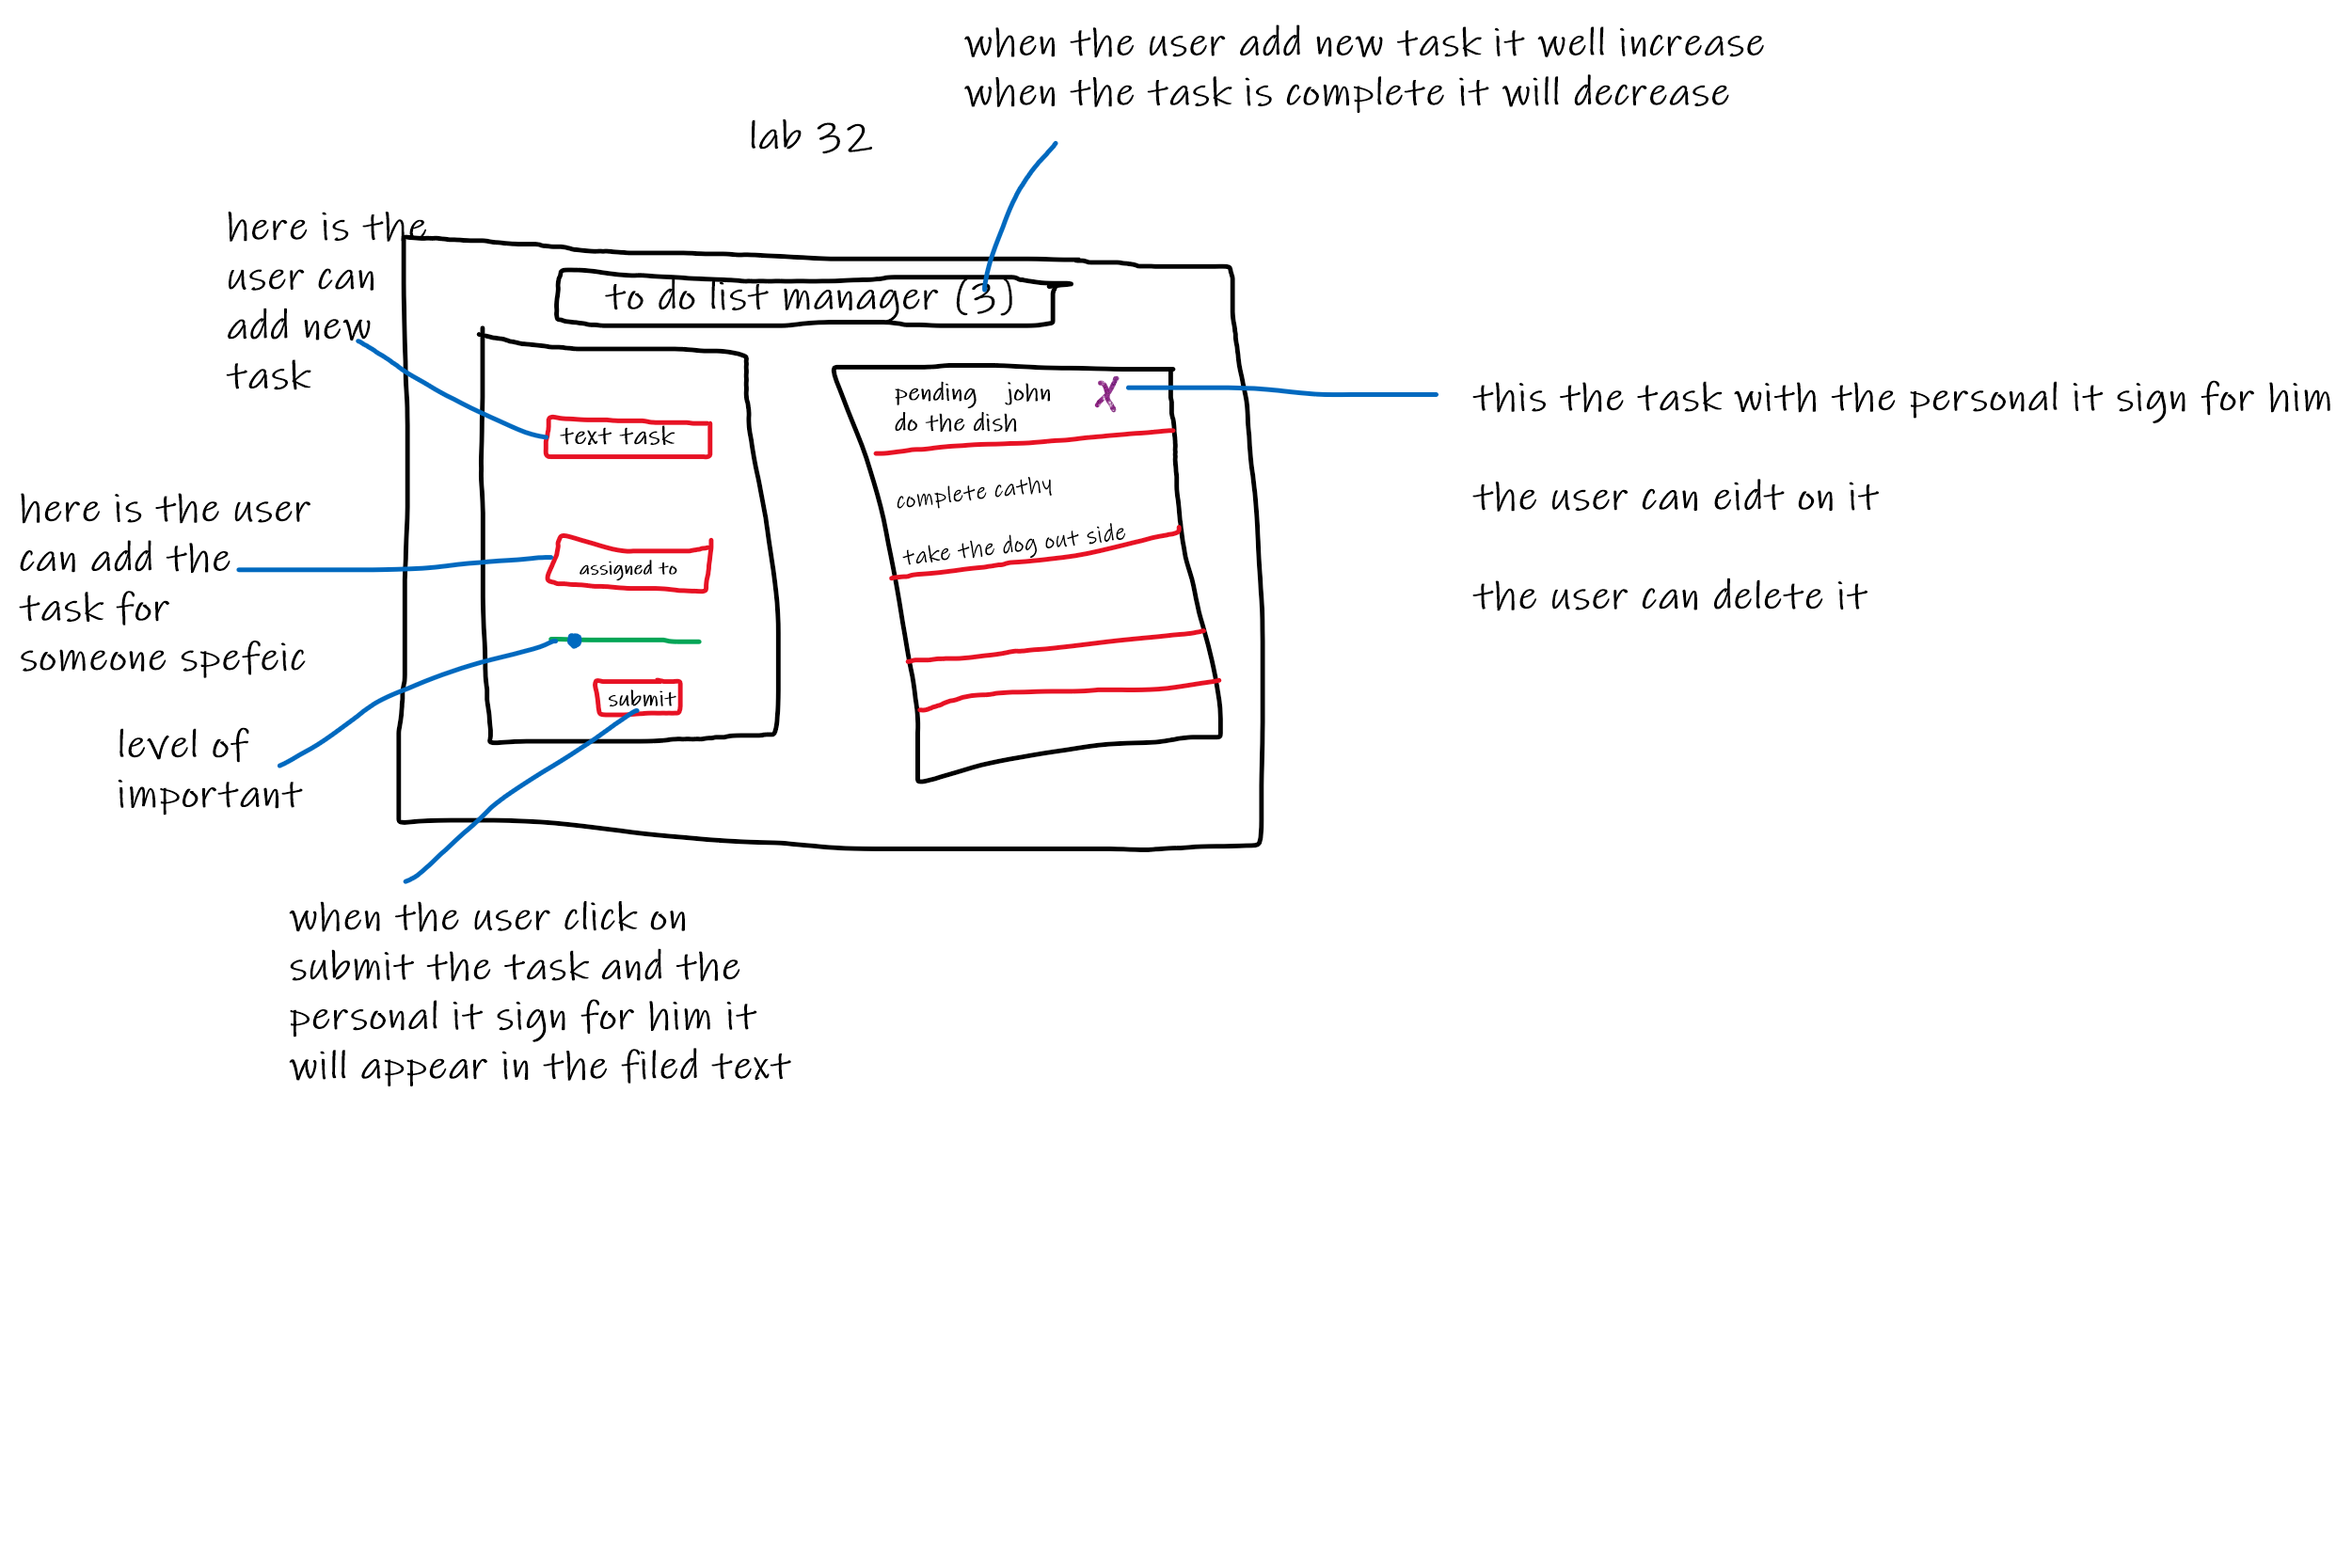 when the user add new task it well increase
when the task is complete it will decrease
lab 32
here is the
user can
add new
task
to do list manager (3)
text task
assigned to
submit
pending john X
do the dish
complete cathy
take the dog out side
this the task with the personal it sign for him
the user can eidt on it
the user can delete it
here is the user
can add the
task for
someone spefeic
level of
important
when the user click on
submit the task and the
personal it sign for him it
will appear in the filed text